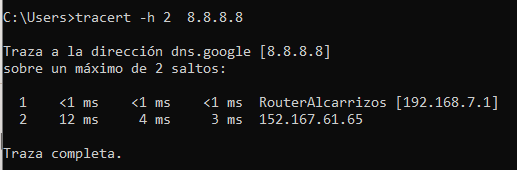 C:\Users>tracert -h 2  8.8.8.8
Traza a la dirección dns.google [8.8.8.8]
sobre un máximo de 2 saltos:
  1    <1 ms    <1 ms    <1 ms  RouterAlcarrizos [192.168.7.1]
  2    12 ms     4 ms     3 ms  152.167.61.65
Traza completa.